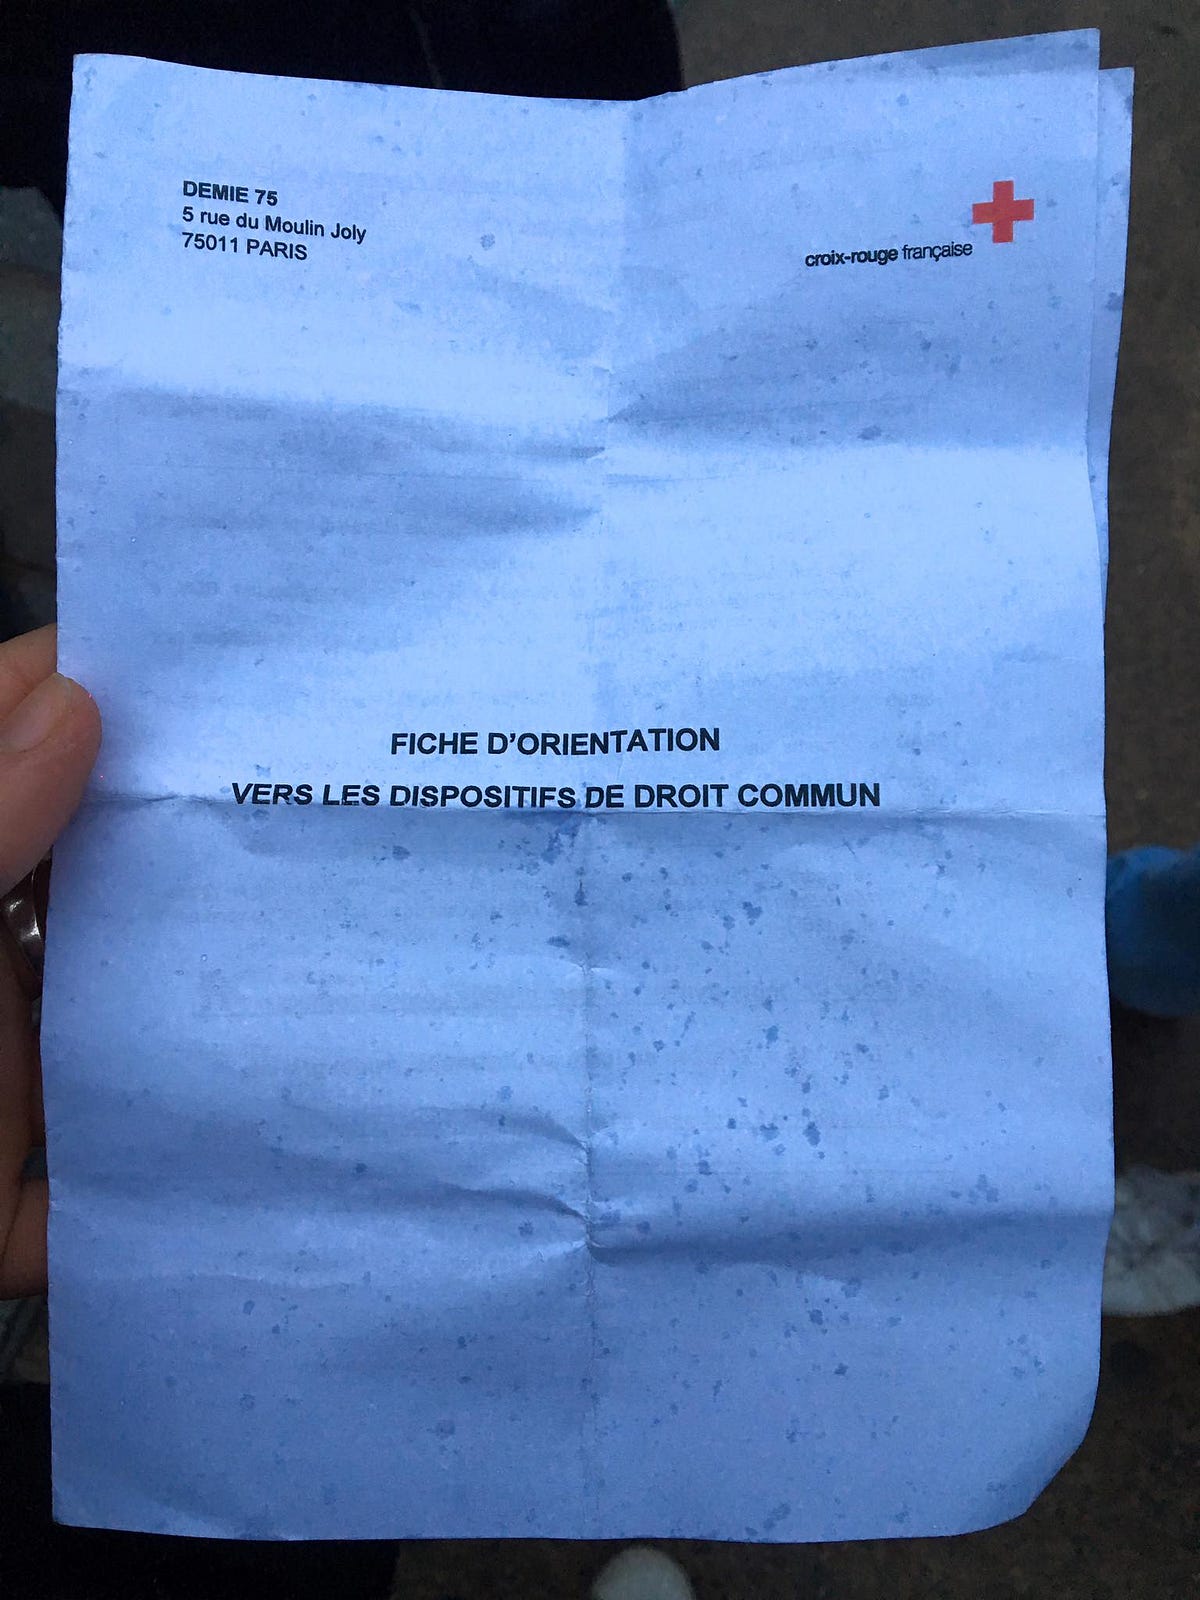 DEMIE 75
5 rue du Moulin Joly
75011 PARIS
croix-rouge française
FICHE D'ORIENTATION
VERS LES DISPOSITIFS DE DROIT COMMUN